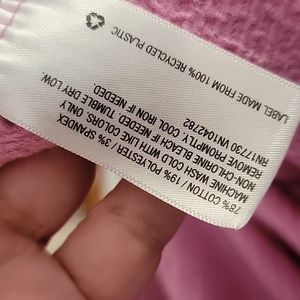 78% COTTON / 19% POLYESTER / 3% SPANDEX
MACHINE WASH COLD WITH LIKE COLORS. ONLY
NON-CHLORINE BLEACH IF NEEDED. TUMBLE DRY LOW.
REMOVE PROMPTLY. COOL IRON IF NEEDED
RN17730 VN1042782
LABEL MADE FROM 100% RECYCLED PLASTIC